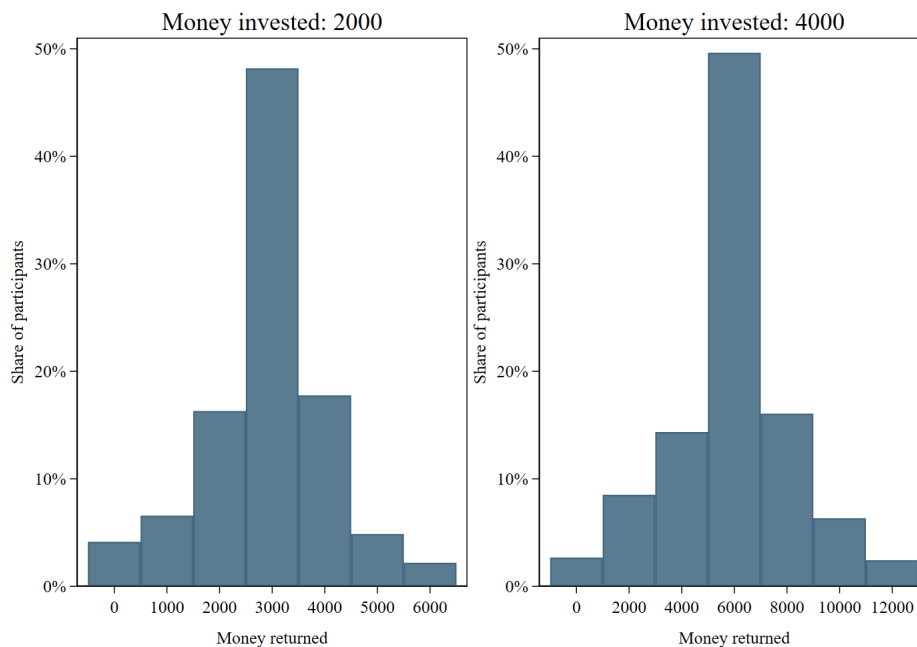 Money invested: 2000
50%
40%
30%
20%
10%
0%
Share of participants
0 1000 2000 3000 4000 5000 6000
Money returned
Money invested: 4000
50%
40%
30%
20%
10%
0%
Share of participants
0 2000 4000 6000 8000 10000 12000
Money returned